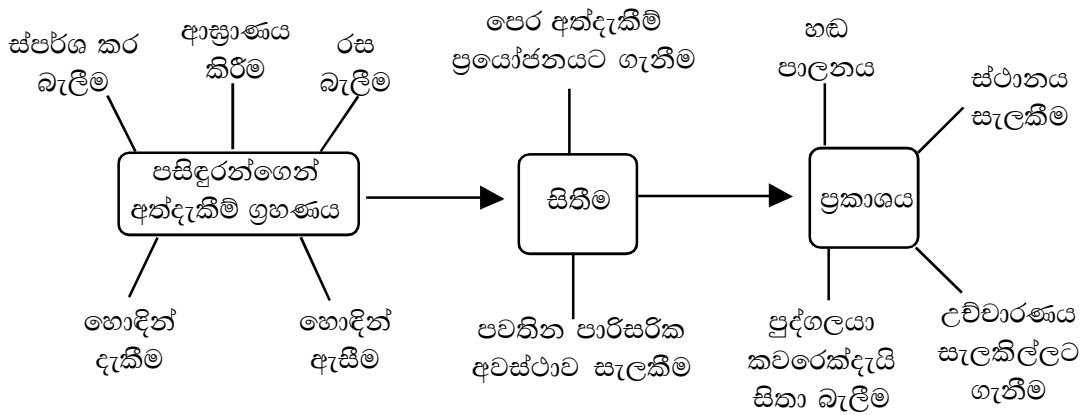 ස්පර්ශ කර
බැලීම
ආඝ්‍රාණය
කිරීම
රස
බැලීම
පසිඳුරන්ගෙන්
අත්දැකීම් ග්‍රහණය
හොඳින්
දැකීම
හොඳින්
ඇසීම
පෙර අත්දැකීම්
ප්‍රයෝජනයට ගැනීම
සිතීම
පවතින පාරිසරික
අවස්ථාව සැලකීම
හඬ
පාලනය
ස්ථානය
සැලකීම
ප්‍රකාශය
පුද්ගලයා
කවරෙක්දැයි
සිතා බැලීම
උච්චාරණය
සැලකිල්ලට
ගැනීම